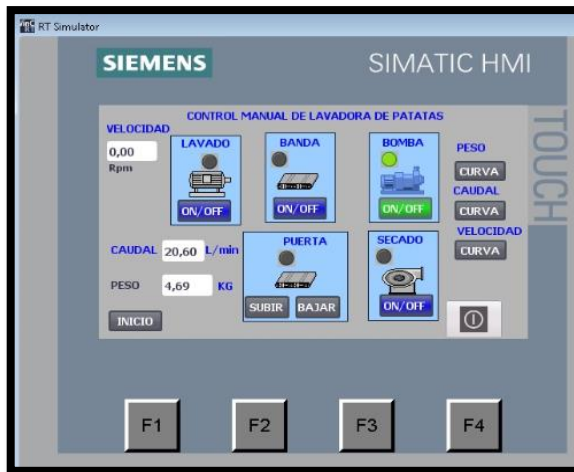 RT Simulator
SIEMENS
SIMATIC HMI
TOUCH
CONTROL MANUAL DE LAVADORA DE PATATAS
VELOCIDAD
0,00
Rpm
LAVADO
ON/OFF
BANDA
ON/OFF
BOMBA
ON/OFF
PESO
CURVA
CAUDAL
CURVA
VELOCIDAD
CURVA
CAUDAL 20,60 L/min
PESO 4,69 KG
INICIO
PUERTA
SUBIR BAJAR
SECADO
ON/OFF
F1 F2 F3 F4